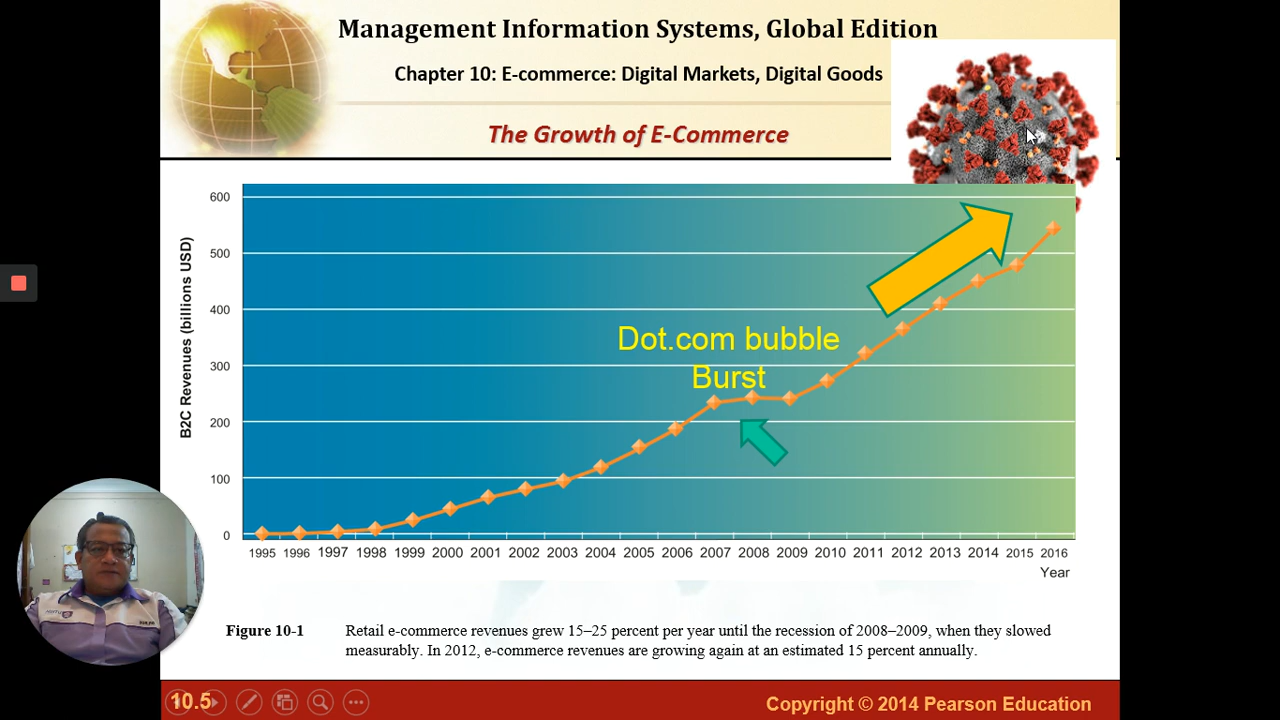 Management Information Systems, Global Edition
Chapter 10: E-commerce: Digital Markets, Digital Goods
The Growth of E-Commerce
B2C Revenues (billions USD)
600
500
400
300
200
100
0
Dot.com bubble
Burst
1995 1996 1997 1998 1999 2000 2001 2002 2003 2004 2005 2006 2007 2008 2009 2010 2011 2012 2013 2014 2015 2016
Year
Figure 10-1 Retail e-commerce revenues grew 15–25 percent per year until the recession of 2008–2009, when they slowed
measurably. In 2012, e-commerce revenues are growing again at an estimated 15 percent annually.
10.5
Copyright © 2014 Pearson Education